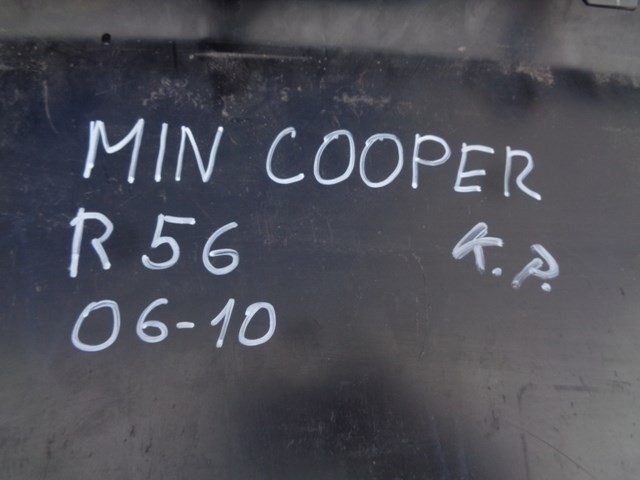 MIN COOPER
R56 K.P.
06-10